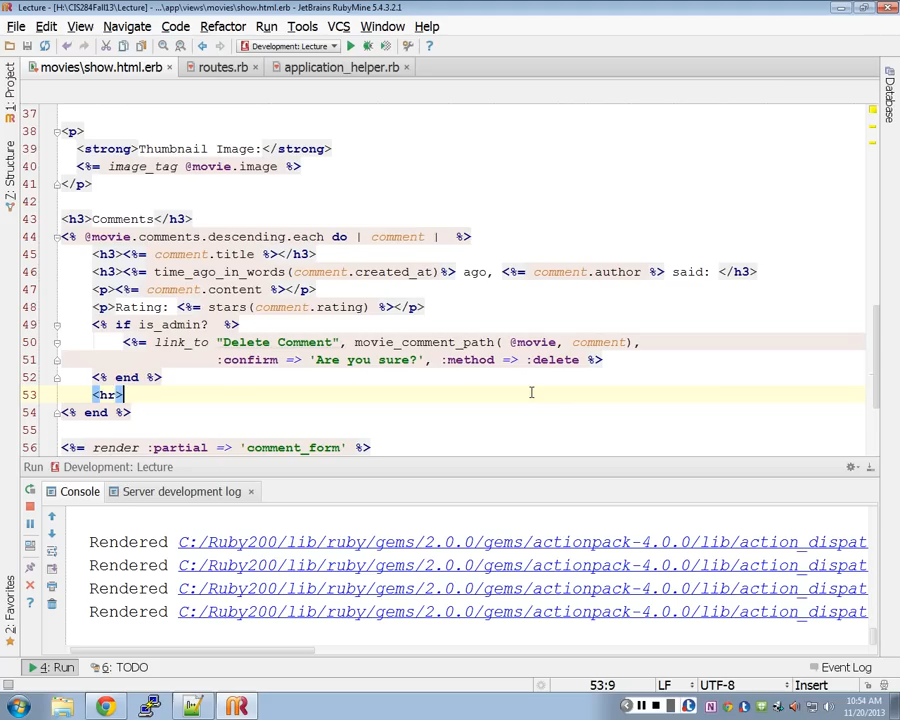 Lecture - [H:\CIS284Fall13\Lecture] - ...\app\views\movies\show.html.erb - JetBrains RubyMine 5.4.3.2.1
File Edit View Navigate Code Refactor Run Tools VCS Window Help
Development: Lecture
movies\show.html.erb routes.rb application_helper.rb
1: Project
Z: Structure
2: Favorites
Databases
37
38 <p>
39 <strong>Thumbnail Image:</strong>
40 <%= image_tag @movie.image %>
41 </p>
42
43 <h3>Comments</h3>
44 <% @movie.comments.descending.each do | comment | %>
45 <h3><%= comment.title %></h3>
46 <h3><%= time_ago_in_words(comment.created_at)%> ago, <%= comment.author %> said: </h3>
47 <p><%= comment.content %></p>
48 <p>Rating: <%= stars(comment.rating) %></p>
49 <% if is_admin? %>
50 <%= link_to "Delete Comment", movie_comment_path( @movie, comment),
51 :confirm => 'Are you sure?', :method => :delete %>
52 <% end %>
53 <hr>
54 <% end %>
55
56 <%= render :partial => 'comment_form' %>
Run Development: Lecture
Console Server development log
Rendered C:/Ruby200/lib/ruby/gems/2.0.0/gems/actionpack-4.0.0/lib/action_dispat
Rendered C:/Ruby200/lib/ruby/gems/2.0.0/gems/actionpack-4.0.0/lib/action_dispat
Rendered C:/Ruby200/lib/ruby/gems/2.0.0/gems/actionpack-4.0.0/lib/action_dispat
Rendered C:/Ruby200/lib/ruby/gems/2.0.0/gems/actionpack-4.0.0/lib/action_dispat
4: Run 6: TODO Event Log
53:9 LF UTF-8 Insert
10:54 AM
11/20/2013